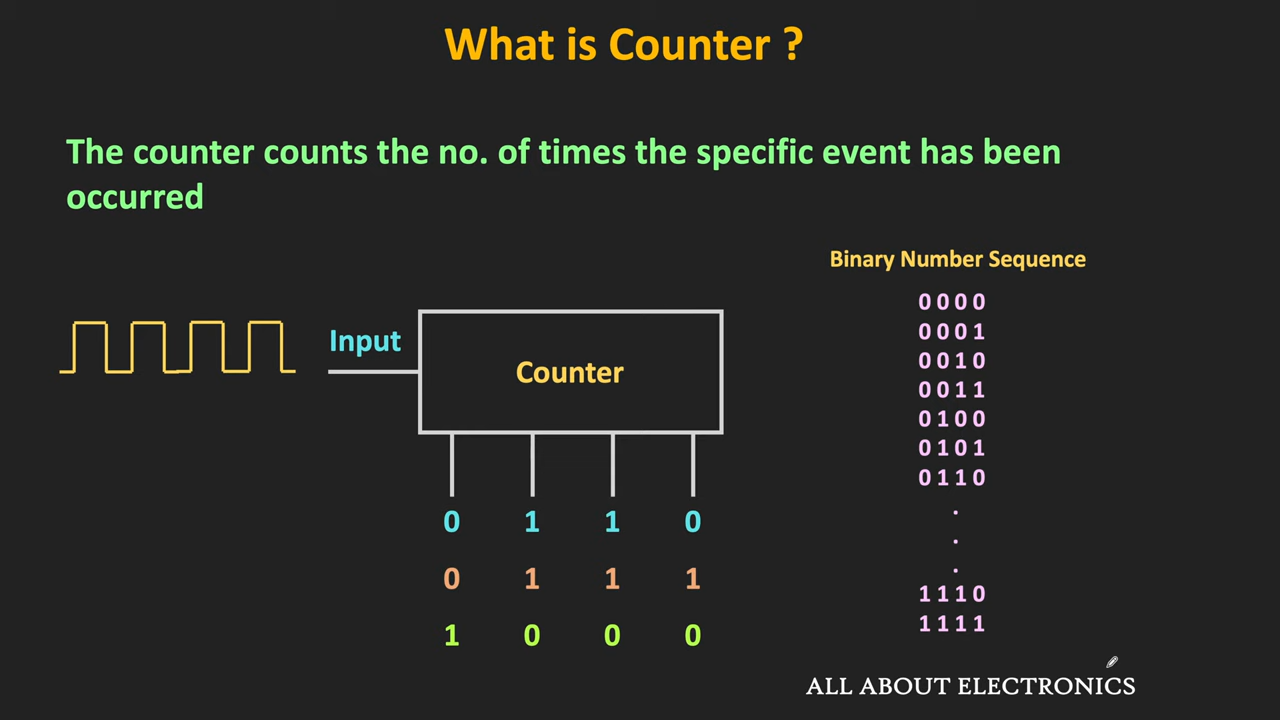 What is Counter ?
The counter counts the no. of times the specific event has been
occurred
Input
Counter
0 1 1 0
0 1 1 1
1 0 0 0
Binary Number Sequence
0 0 0 0
0 0 0 1
0 0 1 0
0 0 1 1
0 1 0 0
0 1 0 1
0 1 1 0
.
.
.
1 1 1 0
1 1 1 1
ALL ABOUT ELECTRONICS